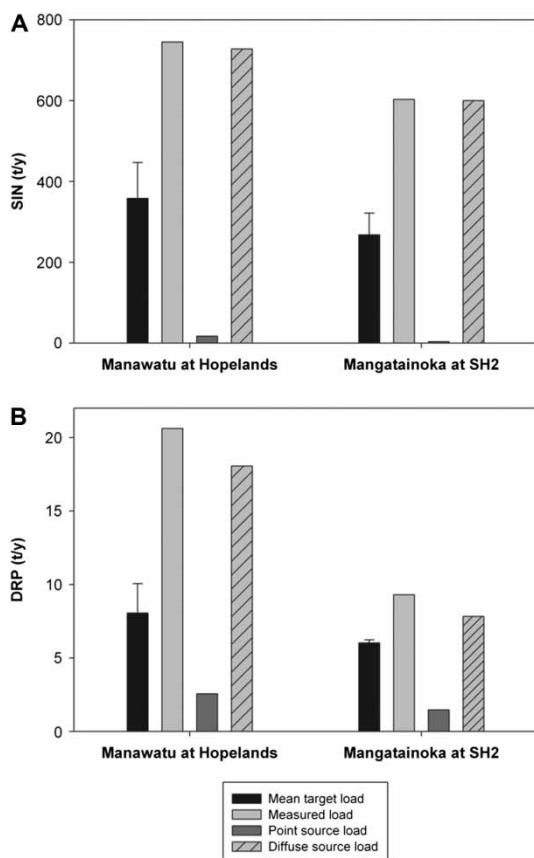 A
SIN (t/y)
800
600
400
200
0
Manawatu at Hopelands Mangatainoka at SH2
B
DRP (t/y)
20
15
10
5
0
Manawatu at Hopelands Mangatainoka at SH2
Mean target load
Measured load
Point source load
Diffuse source load